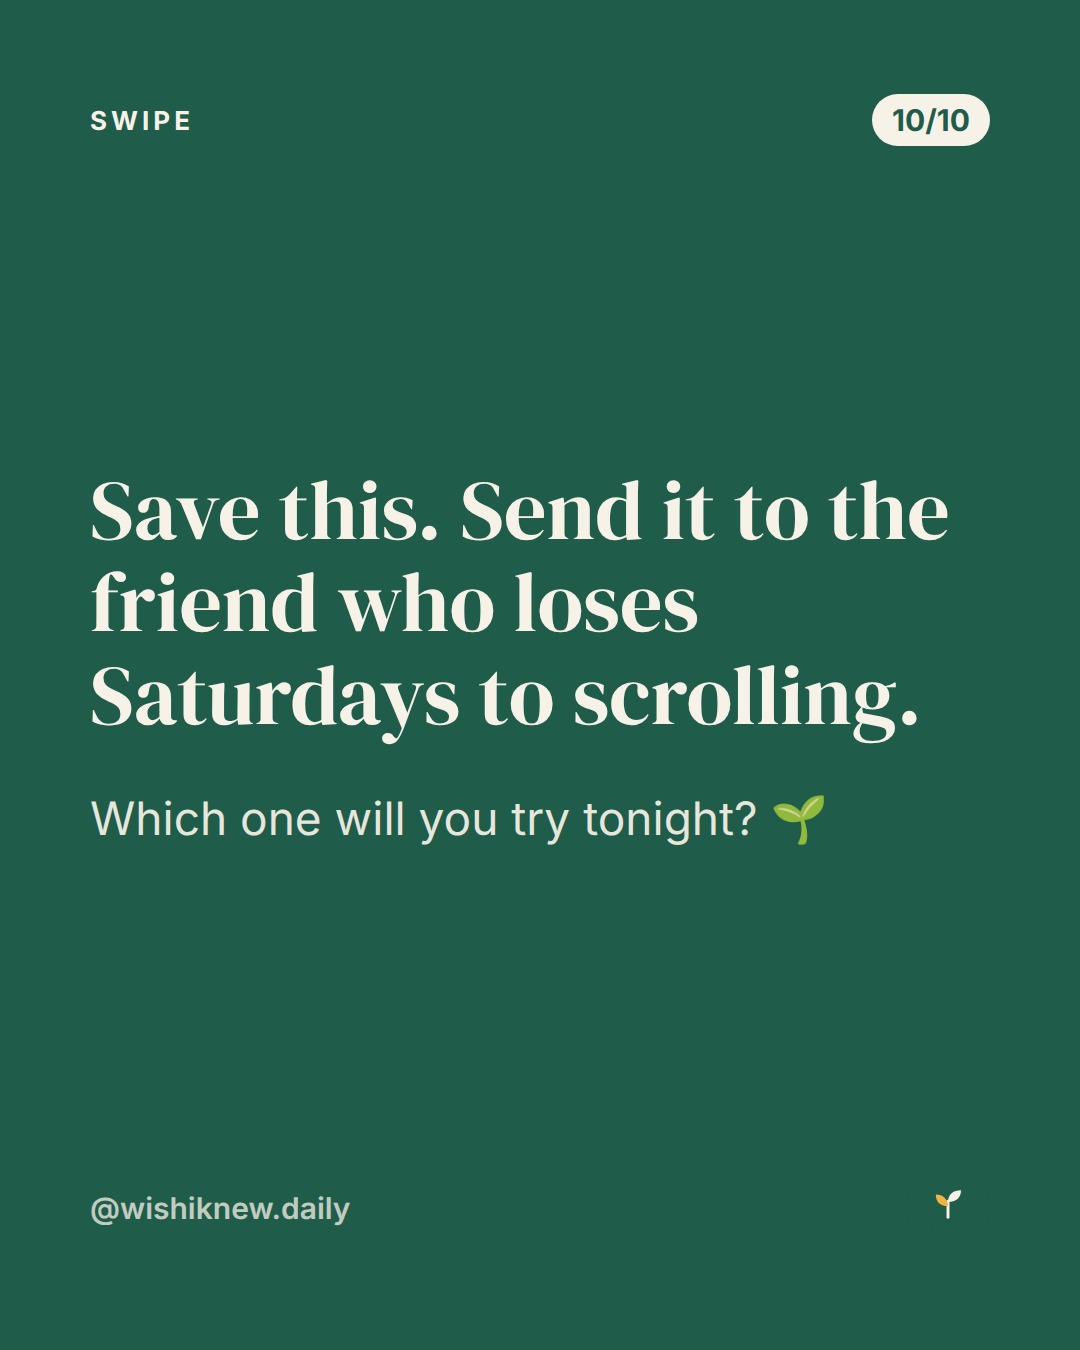 SWIPE
10/10
Save this. Send it to the
friend who loses
Saturdays to scrolling.
Which one will you try tonight? 🌱
@wishiknew.daily